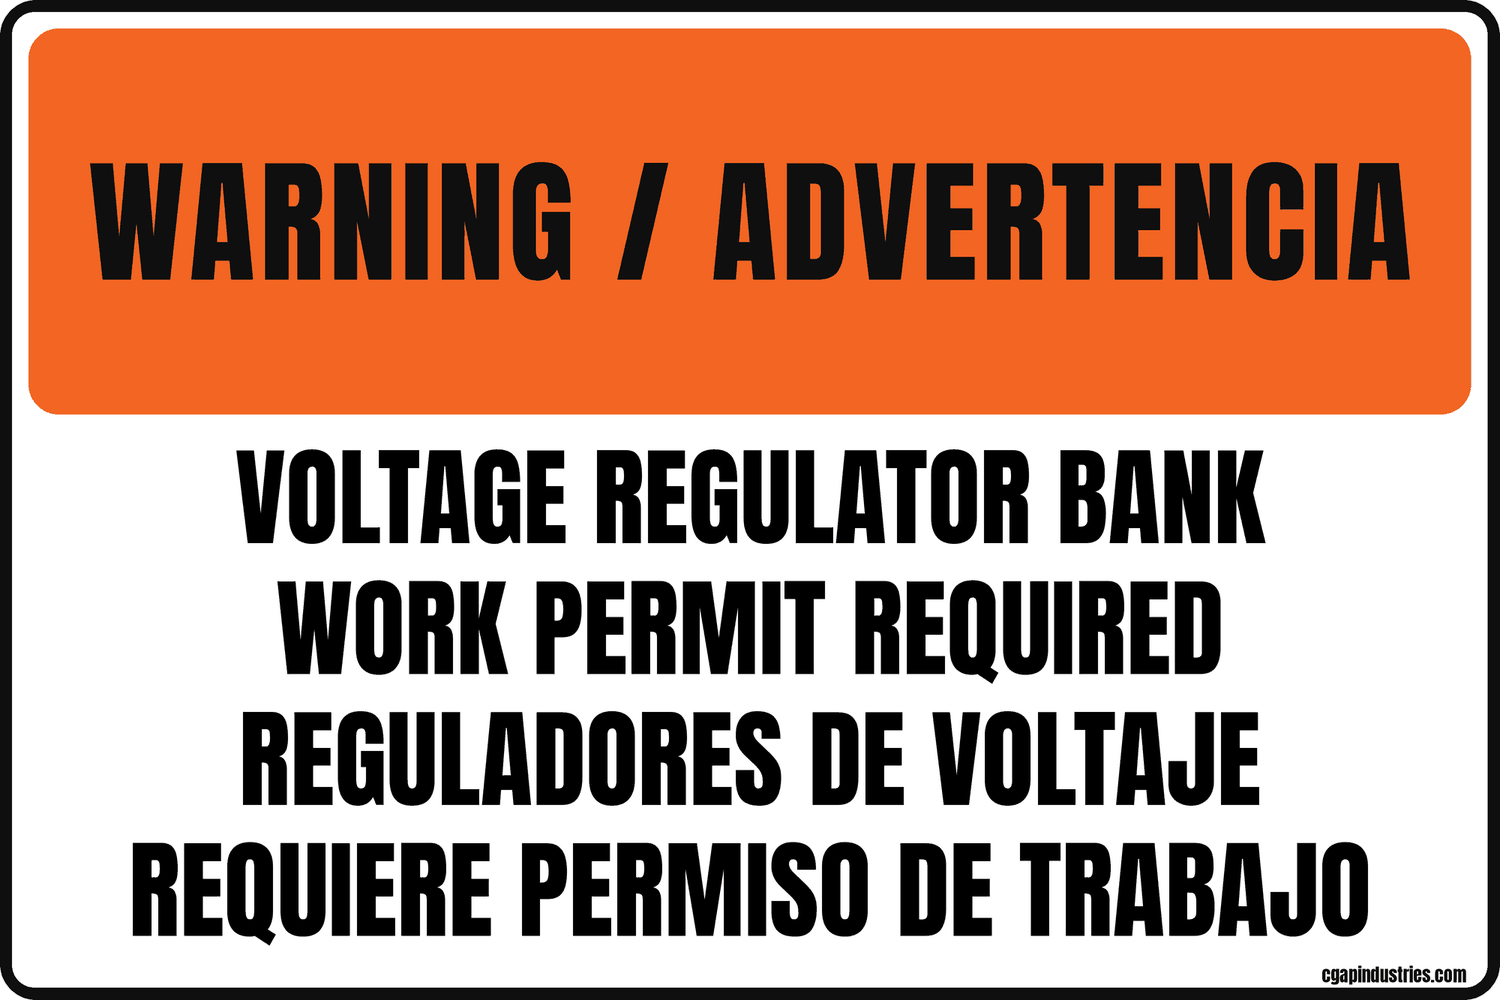 WARNING / ADVERTENCIA
VOLTAGE REGULATOR BANK
WORK PERMIT REQUIRED
REGULADORES DE VOLTAJE
REQUIERE PERMISO DE TRABAJO
cgapindustries.com